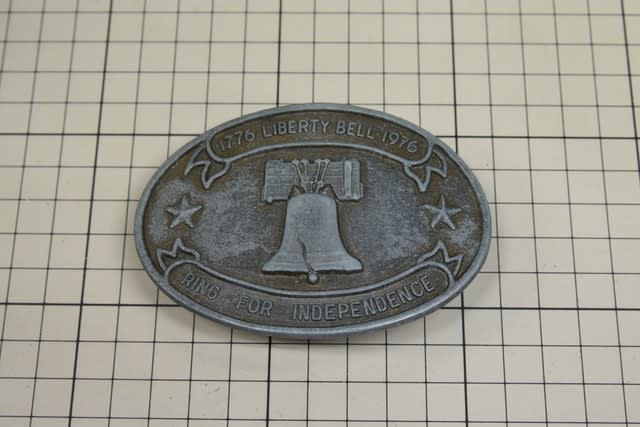 1776 LIBERTY BELL 1976
RING FOR INDEPENDENCE